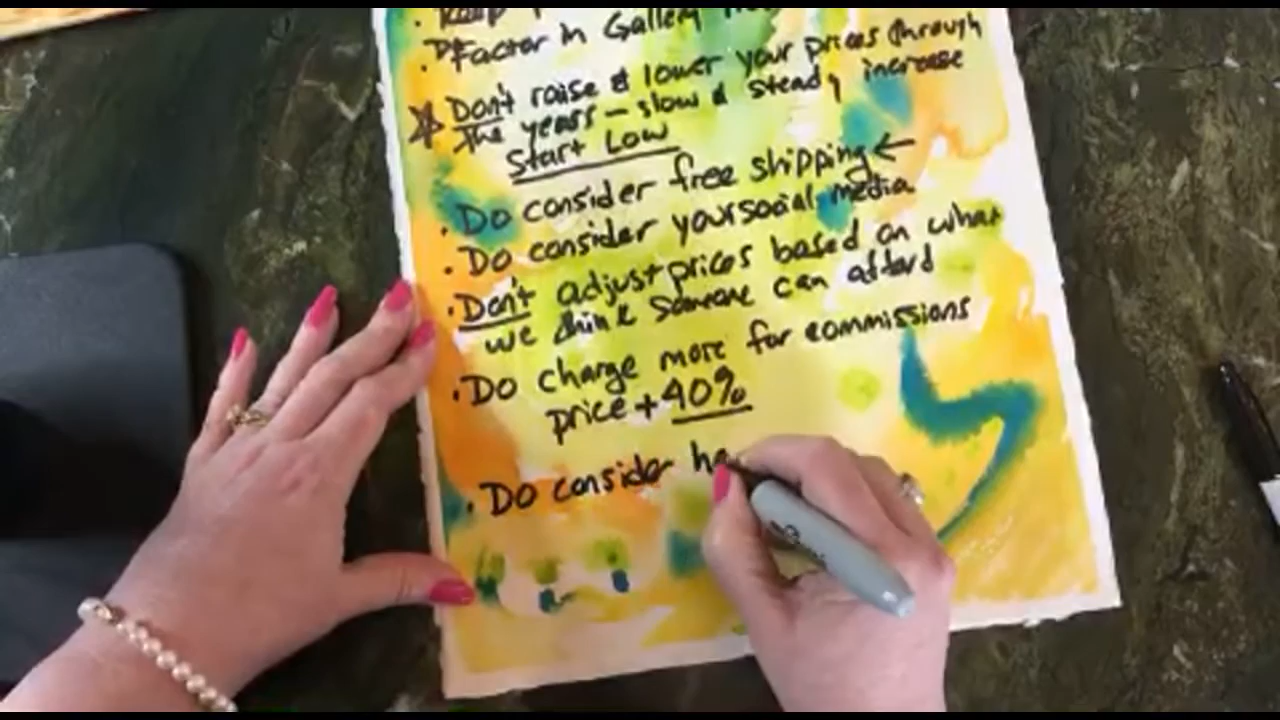 . Keep
. Factor in Gallery
Don't raise & lower your prices through
the years - slow & steady increase
Start Low
. Do consider free shipping ←
. Do consider your social media
. Don't adjust prices based on what
we think someone can afford
. Do charge more for commissions
price + 40%
. Do consider ha